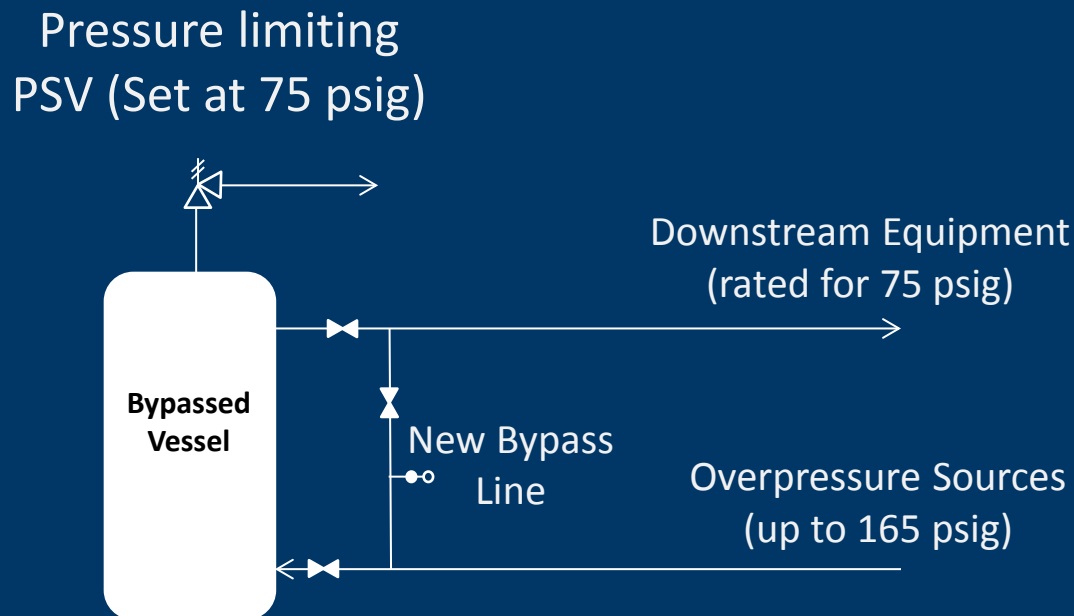 Pressure limiting
PSV (Set at 75 psig)
Downstream Equipment
(rated for 75 psig)
Bypassed
Vessel
New Bypass
Line
Overpressure Sources
(up to 165 psig)